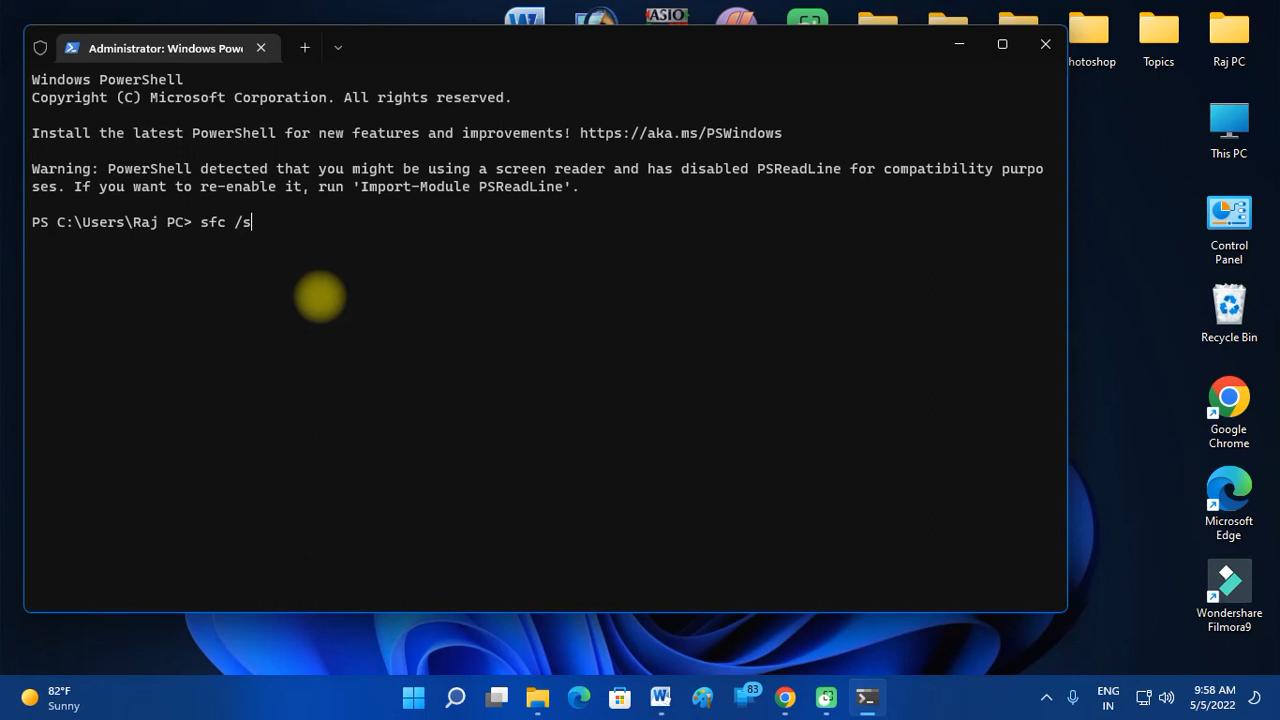 ASIO
Administrator: Windows Powe
hotoshop
Topics
Raj PC
Windows PowerShell
Copyright (C) Microsoft Corporation. All rights reserved.
Install the latest PowerShell for new features and improvements! https://aka.ms/PSWindows
Warning: PowerShell detected that you might be using a screen reader and has disabled PSReadLine for compatibility purpo
ses. If you want to re-enable it, run 'Import-Module PSReadLine'.
PS C:\Users\Raj PC> sfc /s
This PC
Control
Panel
Recycle Bin
Google
Chrome
Microsoft
Edge
Wondershare
Filmora9
82°F
Sunny
83
ENG
IN
9:58 AM
5/5/2022